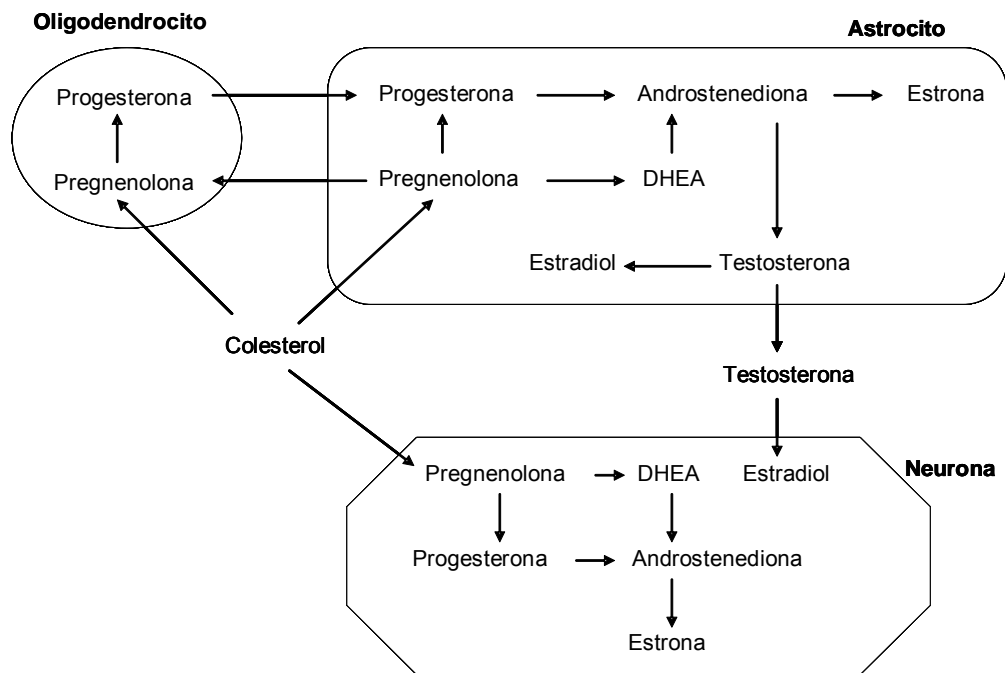 Oligodendrocito
Astrocito
Progesterona
Progesterona
Androstenediona
Estrona
Pregnenolona
Pregnenolona
DHEA
Estradiol
Testosterona
Colesterol
Testosterona
Neurona
Pregnenolona
DHEA
Estradiol
Progesterona
Androstenediona
Estrona